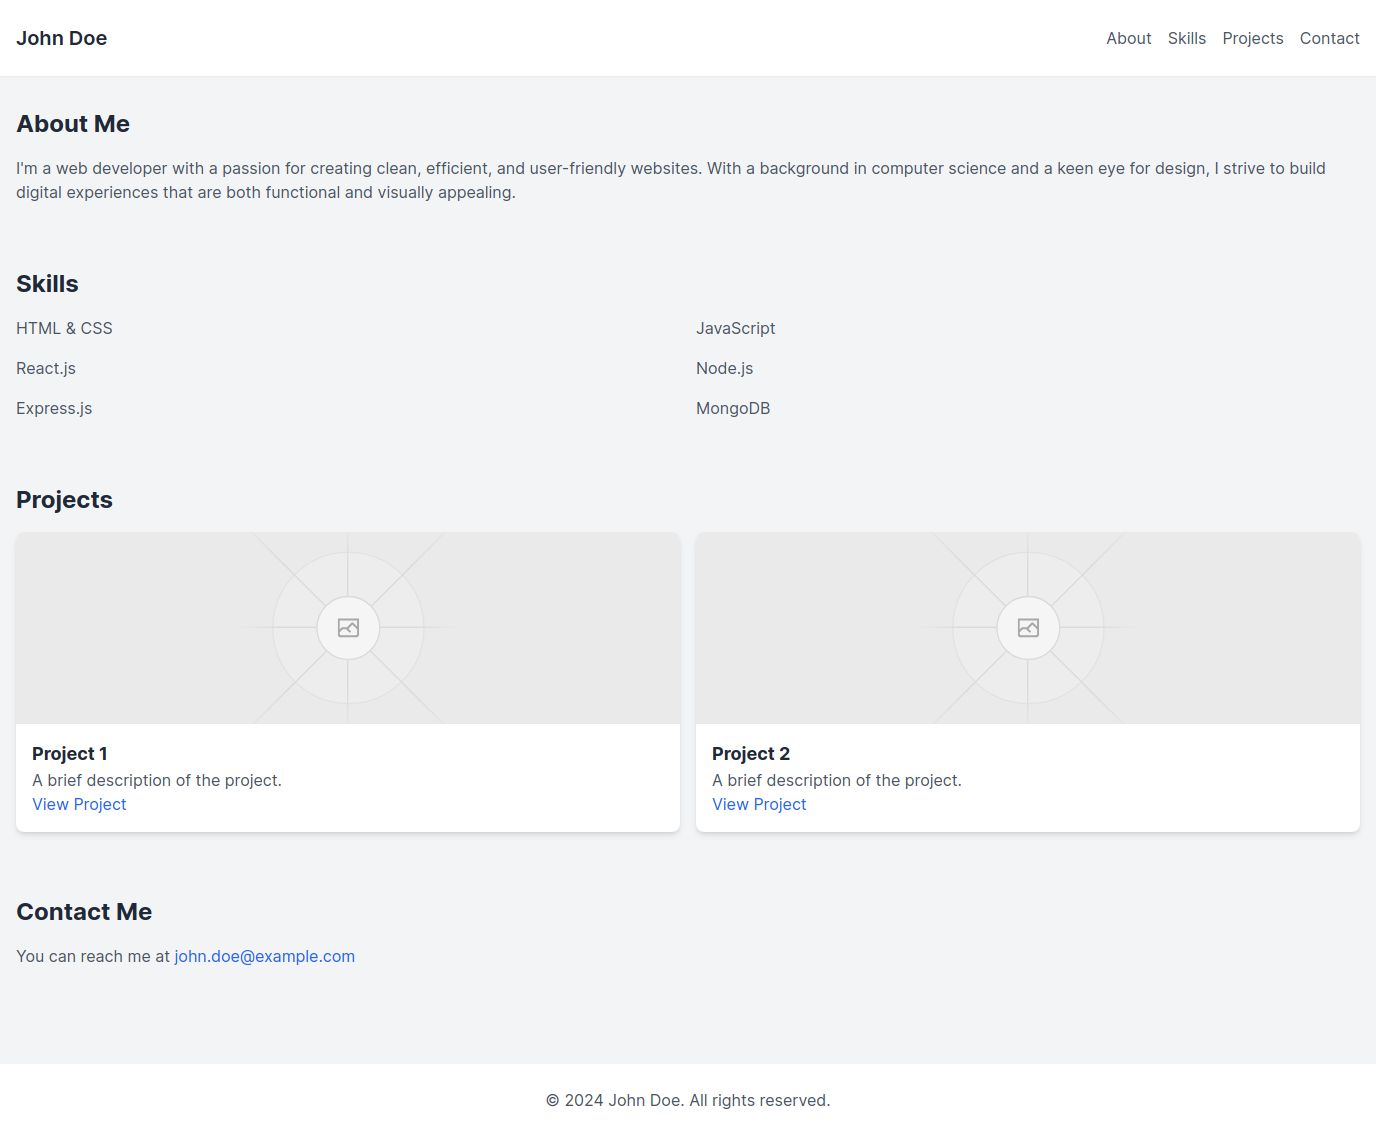 John Doe
About Skills Projects Contact
About Me
I'm a web developer with a passion for creating clean, efficient, and user-friendly websites. With a background in computer science and a keen eye for design, I strive to build
digital experiences that are both functional and visually appealing.
Skills
HTML & CSS
JavaScript
React.js
Node.js
Express.js
MongoDB
Projects
Project 1
A brief description of the project.
View Project
Project 2
A brief description of the project.
View Project
Contact Me
You can reach me at john.doe@example.com
© 2024 John Doe. All rights reserved.